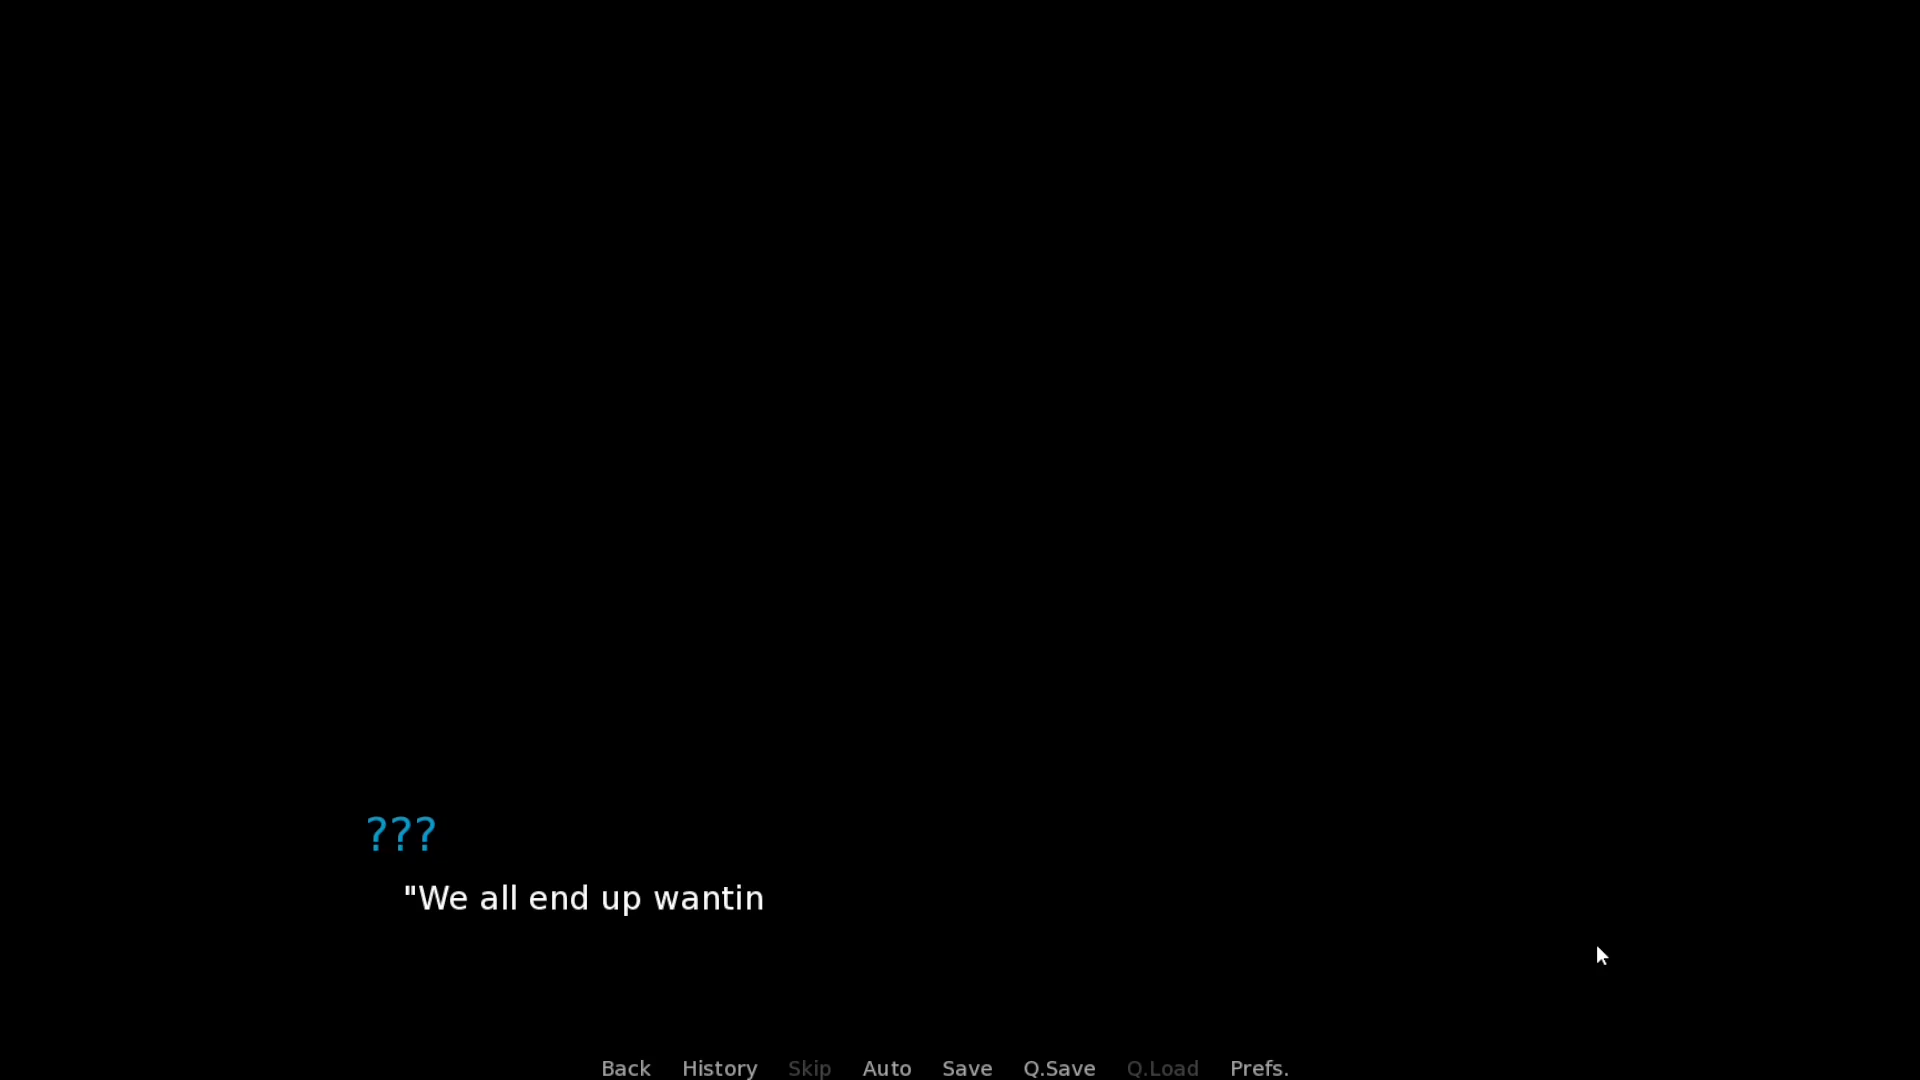 ???
"We all end up wantin
Back History Skip Auto Save Q.Save Q.Load Prefs.